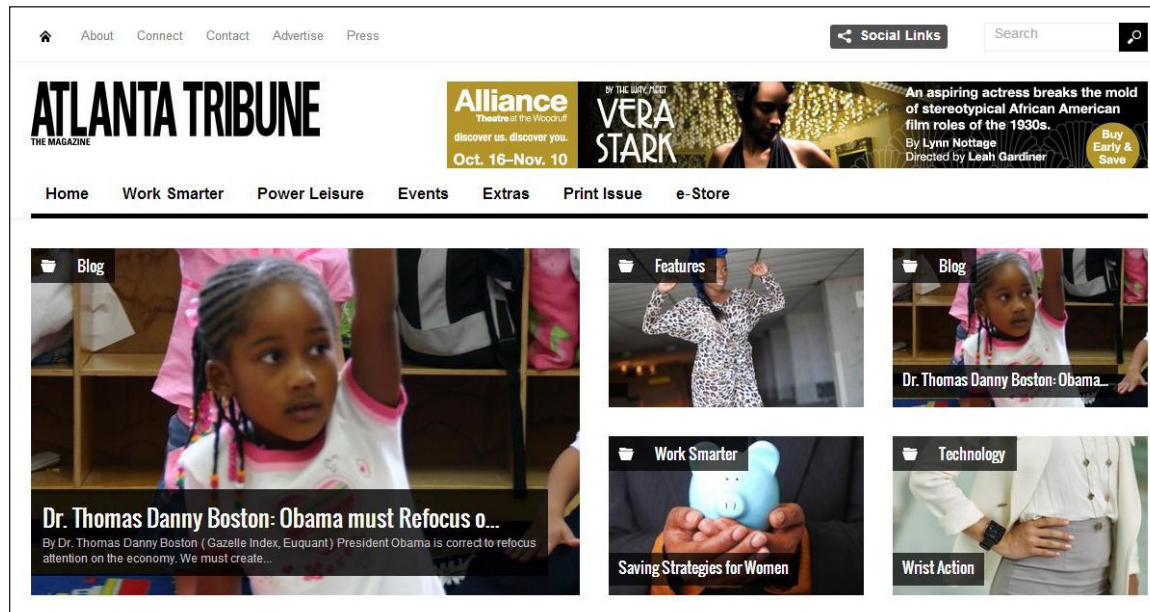 About Connect Contact Advertise Press
Social Links
Search
ATLANTA TRIBUNE
THE MAGAZINE
Alliance
Theatre at the Woodruff
discover us. discover you.
Oct. 16–Nov. 10
BY THE WAY, MEET
VERA
STARK
An aspiring actress breaks the mold
of stereotypical African American
film roles of the 1930s.
By Lynn Nottage
Directed by Leah Gardiner
Buy
Early &
Save
Home Work Smarter Power Leisure Events Extras Print Issue e-Store
Blog
Dr. Thomas Danny Boston: Obama must Refocus o...
By Dr. Thomas Danny Boston ( Gazelle Index, Euquant ) President Obama is correct to refocus
attention on the economy. We must create...
Features
Blog
Dr. Thomas Danny Boston: Obama...
Work Smarter
Saving Strategies for Women
Technology
Wrist Action